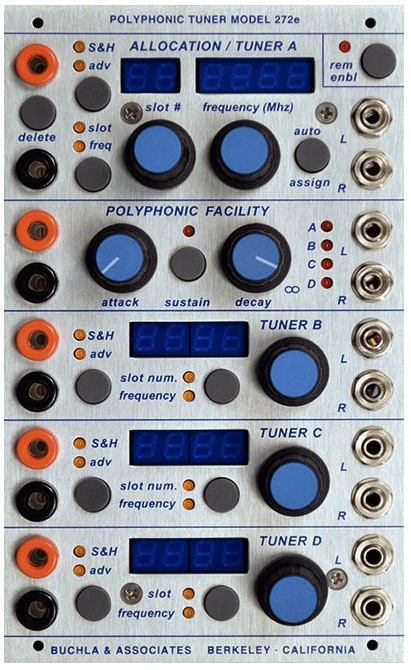 POLYPHONIC TUNER MODEL 272e
S&H ALLOCATION / TUNER A
adv
rem
enbl
slot # frequency (Mhz)
delete
slot
freq
auto
assign
L
R
POLYPHONIC FACILITY
A
B
C
D
L
R
attack sustain decay ∞
TUNER B
S&H
adv
slot num.
frequency
L
R
TUNER C
S&H
adv
slot num.
frequency
L
R
TUNER D
S&H
adv
slot
frequency
L
R
BUCHLA & ASSOCIATES BERKELEY · CALIFORNIA